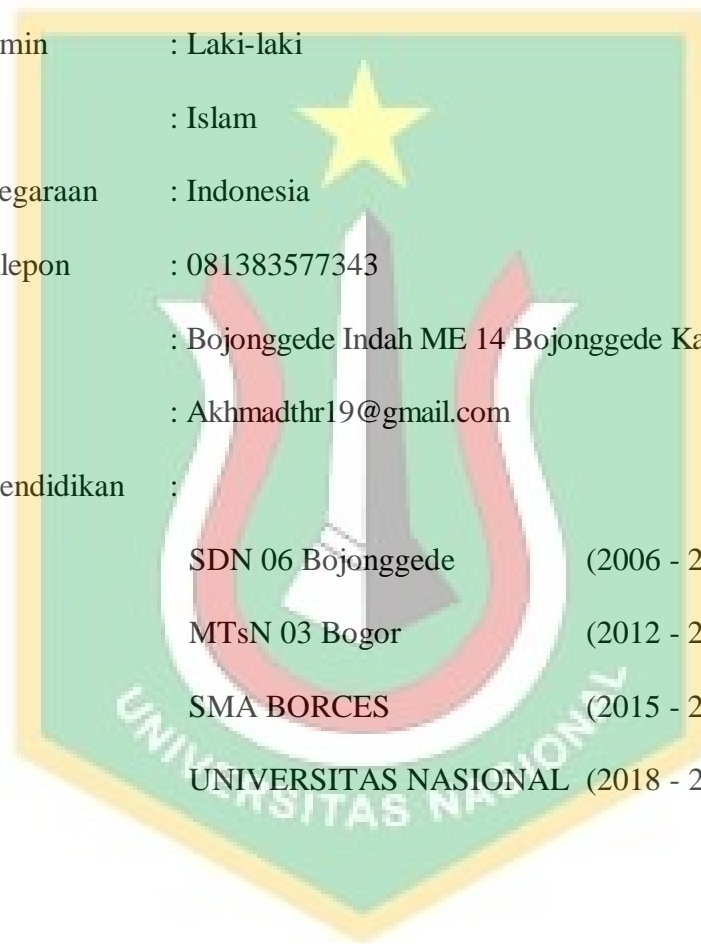 min : Laki-laki
: Islam
egaraan : Indonesia
lepon : 081383577343
: Bojonggede Indah ME 14 Bojonggede Ka
: Akhmadthr19@gmail.com
endidikan :
SDN 06 Bojonggede (2006 - 2
MTsN 03 Bogor (2012 - 2
SMA BORCES (2015 - 2
UNIVERSITAS NASIONAL (2018 - 2
UNIVERSITAS NASIONAL